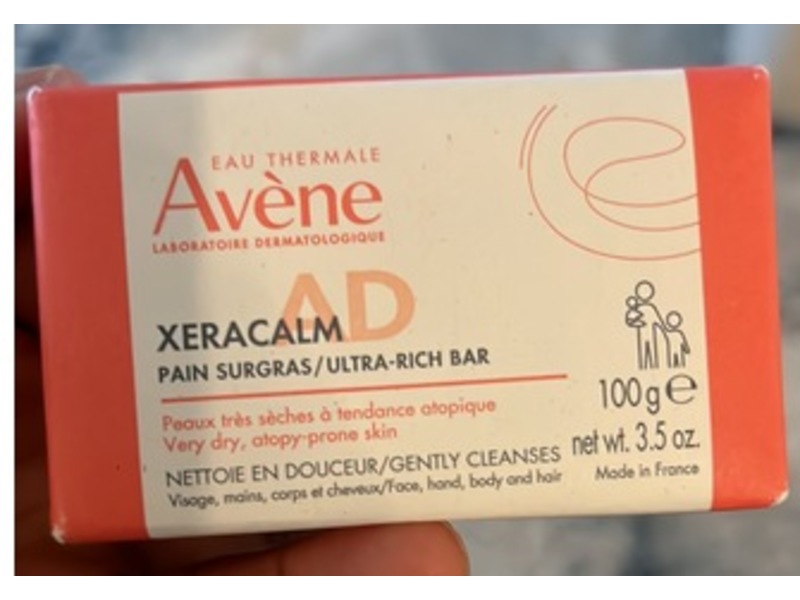 EAU THERMALE
Avène
LABORATOIRE DERMATOLOGIQUE
AD
XERACALM
PAIN SURGRAS/ULTRA-RICH BAR
Peaux très sèches à tendance atopique
Very dry, atopy-prone skin
NETTOIE EN DOUCEUR/GENTLY CLEANSES
Visage, mains, corps et cheveux/Face, hand, body and hair
100g℮
net wt. 3.5 oz.
Made in France